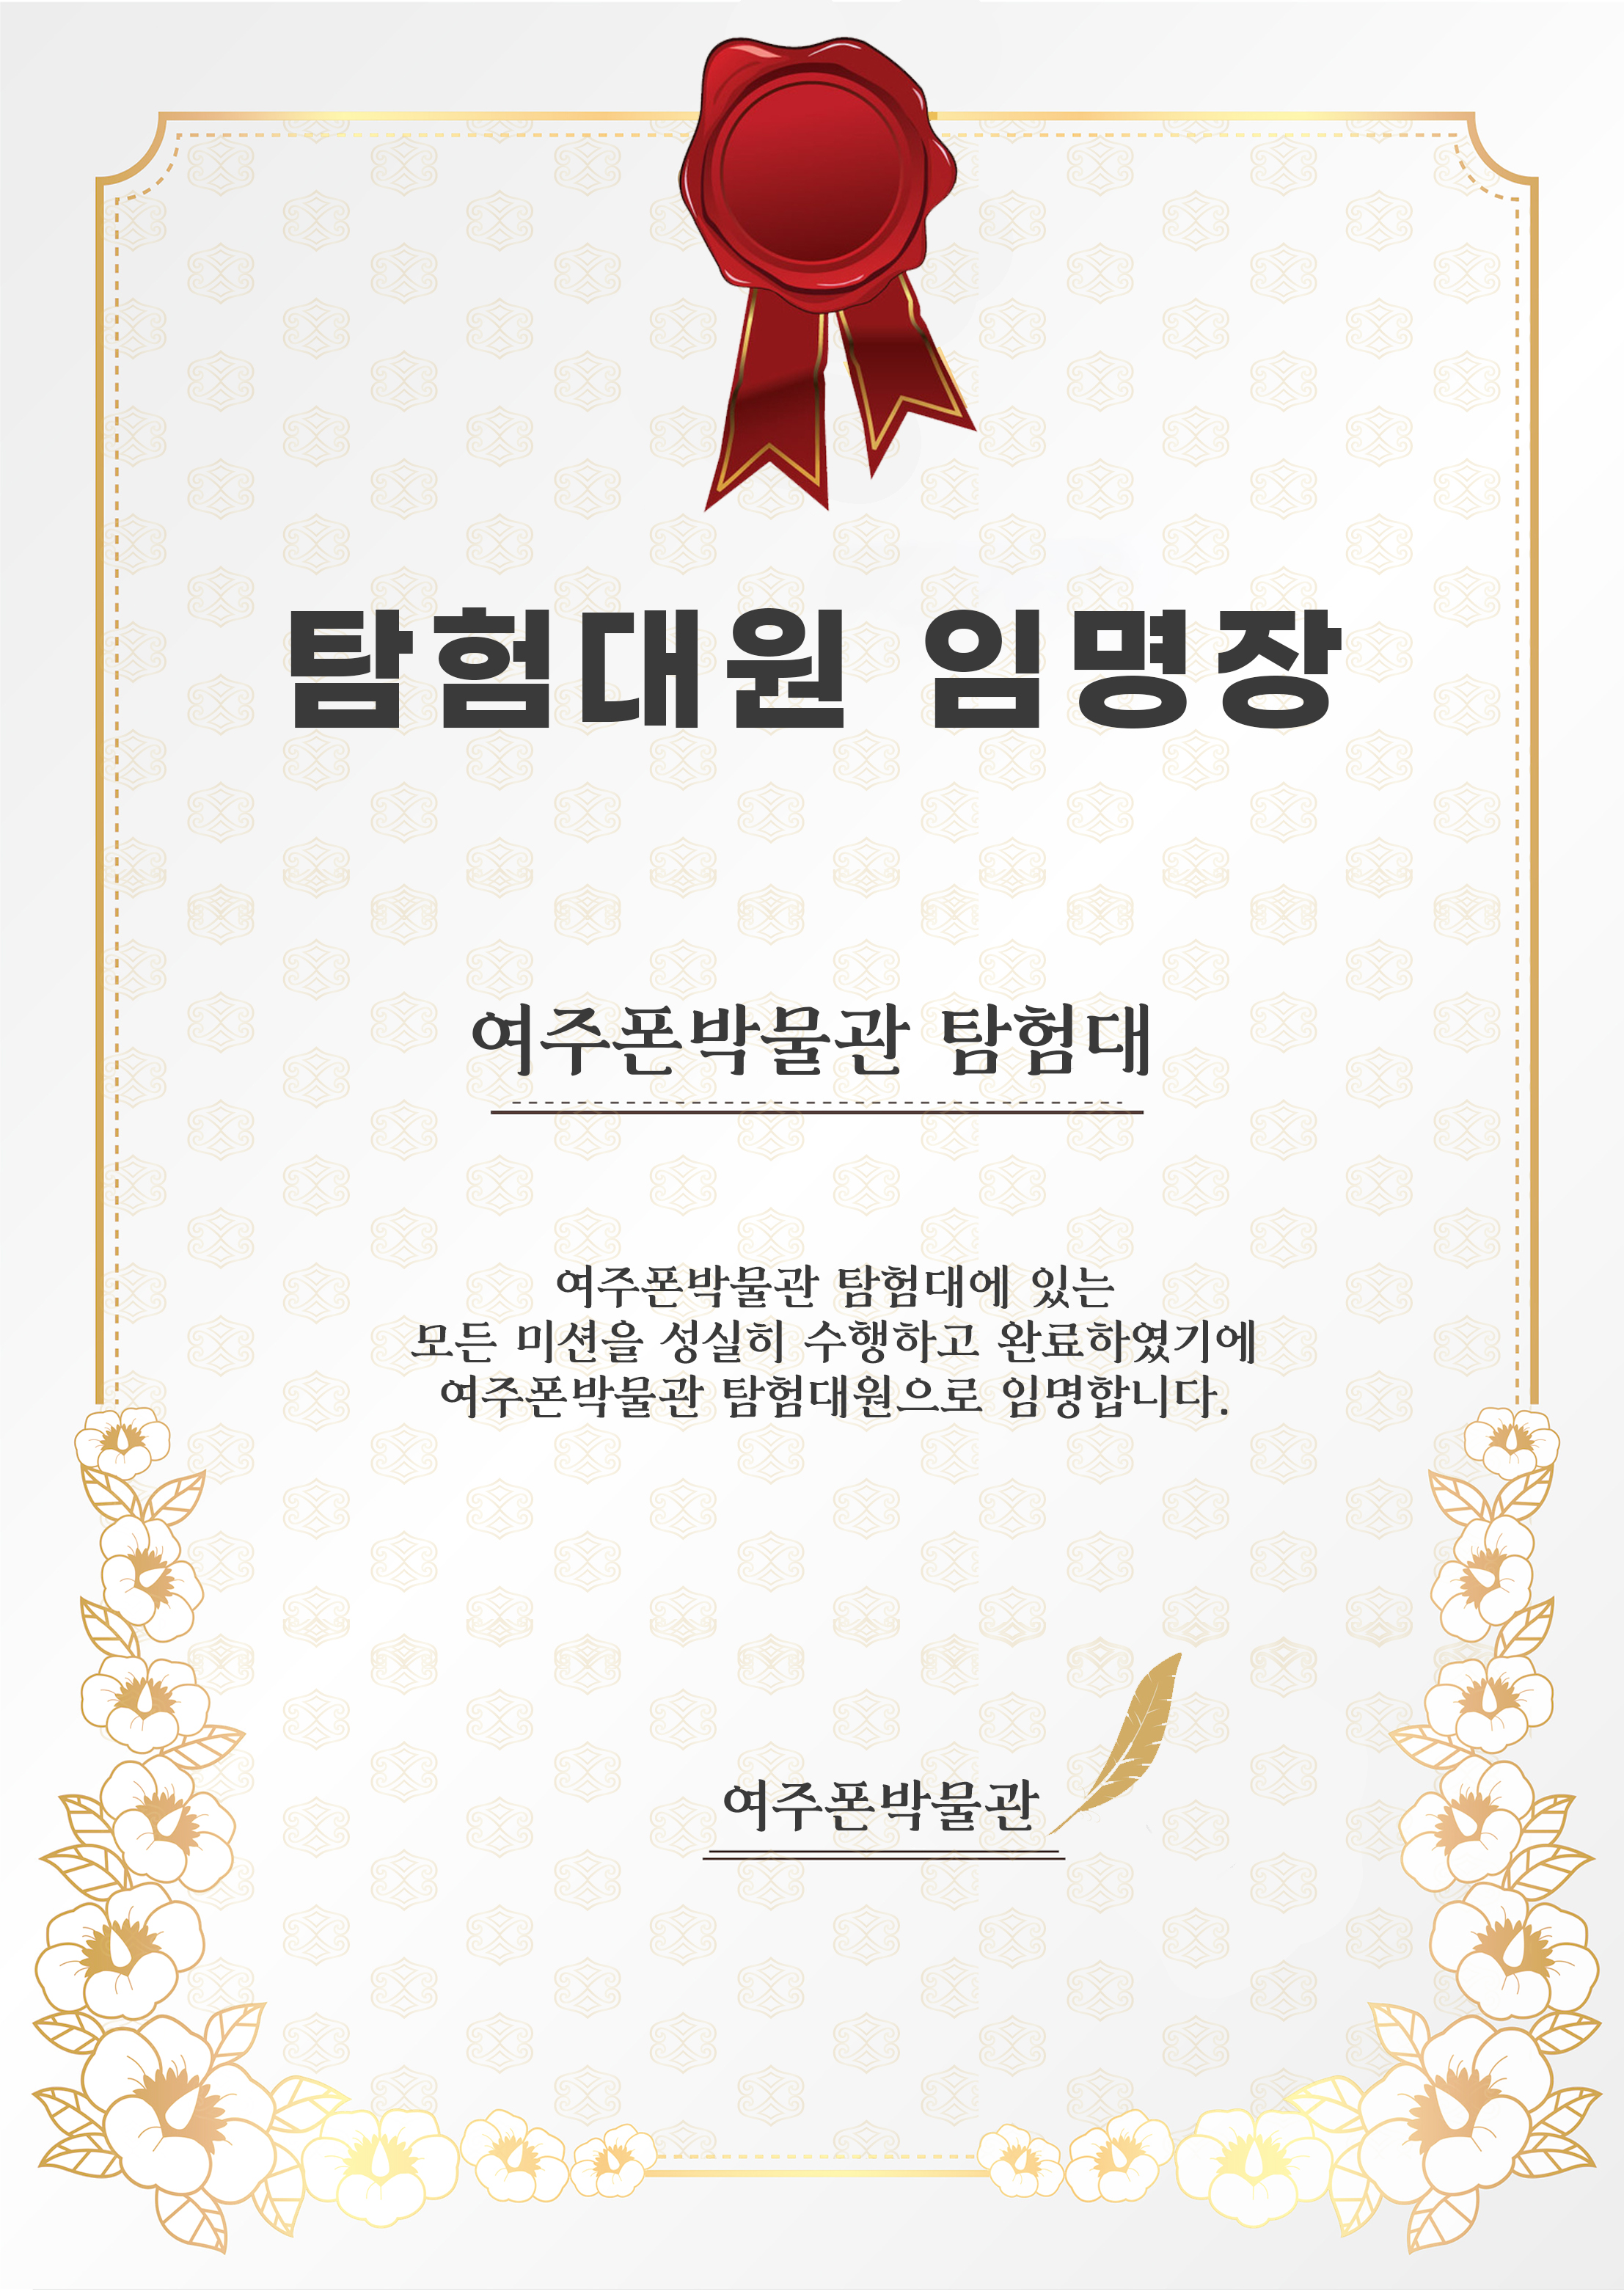 탐험대원 임명장
여주폰박물관 탐험대
여주폰박물관 탐험대에 있는
모든 미션을 성실히 수행하고 완료하였기에
여주폰박물관 탐험대원으로 임명합니다.
여주폰박물관